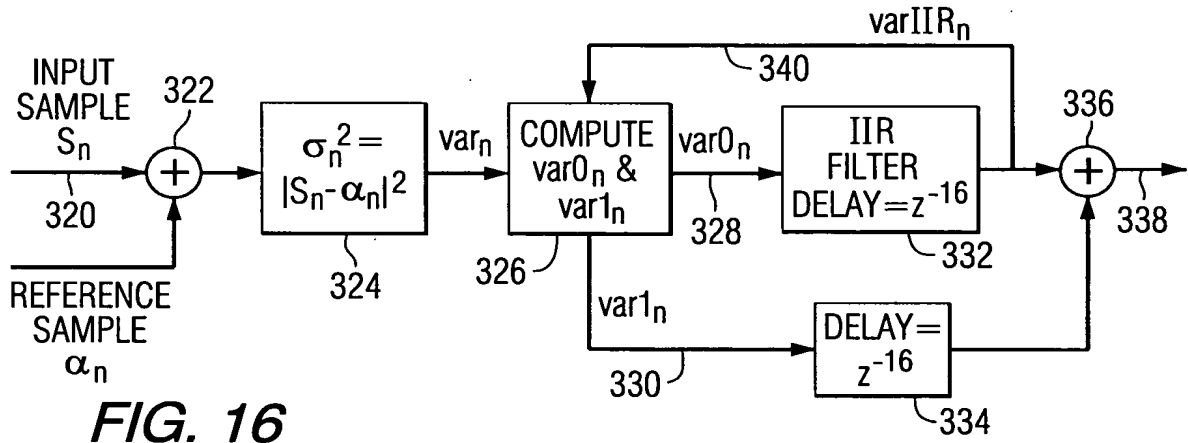 varIIRₙ
340
INPUT
SAMPLE
Sₙ
322
320
REFERENCE
SAMPLE
αₙ
σₙ² =
|Sₙ-αₙ|²
324
varₙ
COMPUTE
var0ₙ &
var1ₙ
326
var0ₙ
328
IIR
FILTER
DELAY=z⁻¹⁶
332
336
338
var1ₙ
330
DELAY=
z⁻¹⁶
334
FIG. 16